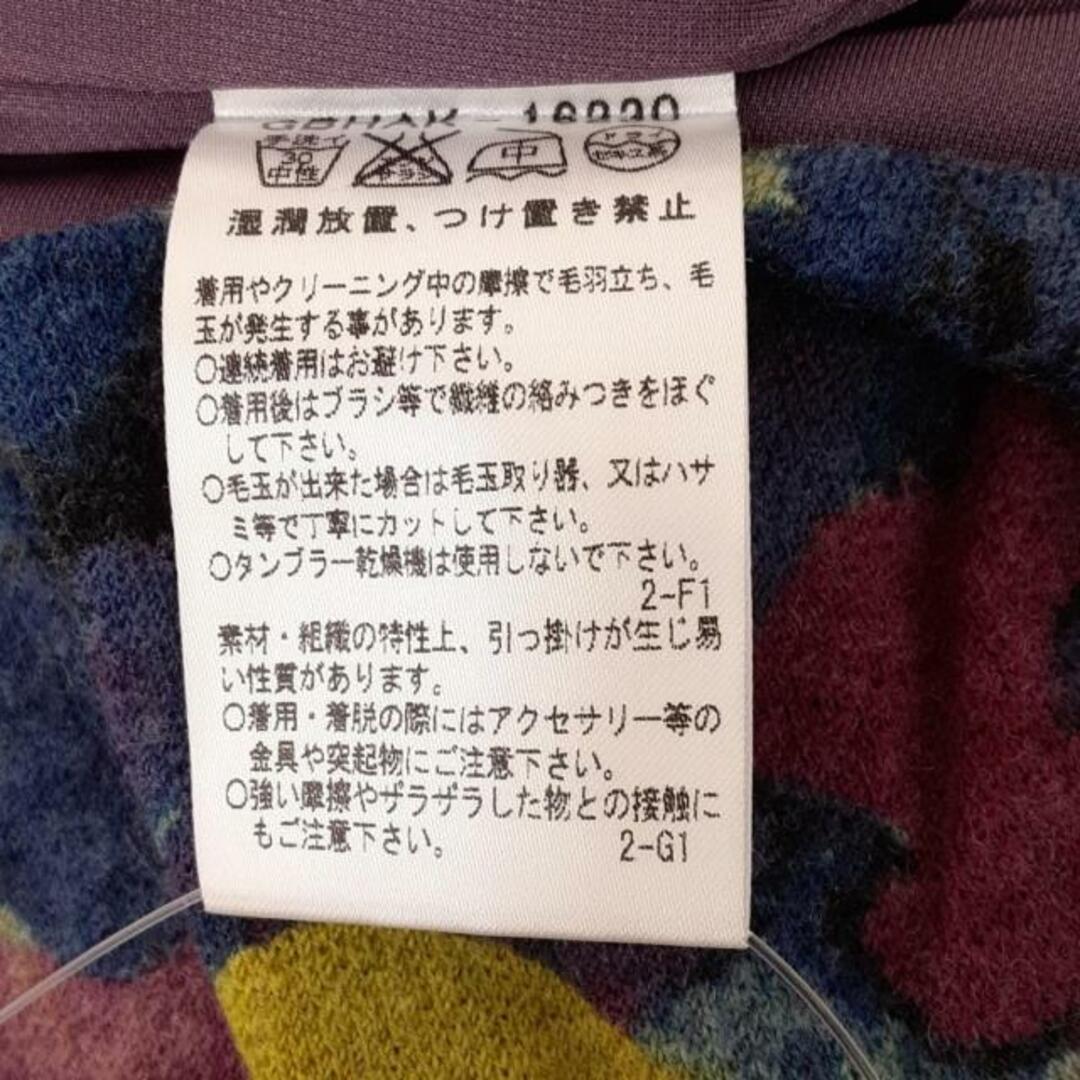 手洗イ
30
中性
中
ドライ
湿潤放置、つけ置き禁止
着用やクリーニング中の摩擦で毛羽立ち、毛
玉が発生する事があります。
○連続着用はお避け下さい。
○着用後はブラシ等で繊維の絡みつきをほぐ
して下さい。
○毛玉が出来た場合は毛玉取り器、又はハサ
ミ等で丁寧にカットして下さい。
○タンブラー乾燥機は使用しないで下さい。
2-F1
素材・組織の特性上、引っ掛けが生じ易
い性質があります。
○着用・着脱の際にはアクセサリー等の
金具や突起物にご注意下さい。
○強い摩擦やザラザラした物との接触に
もご注意下さい。
2-G1